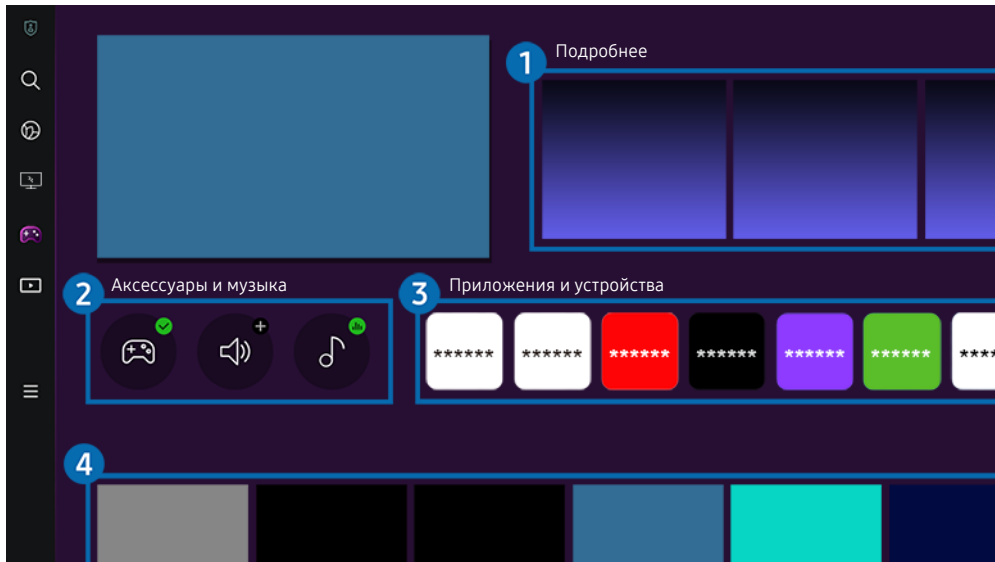 1
Подробнее
2
Аксессуары и музыка
3
Приложения и устройства
****** ****** ****** ****** ****** ****** ****
4